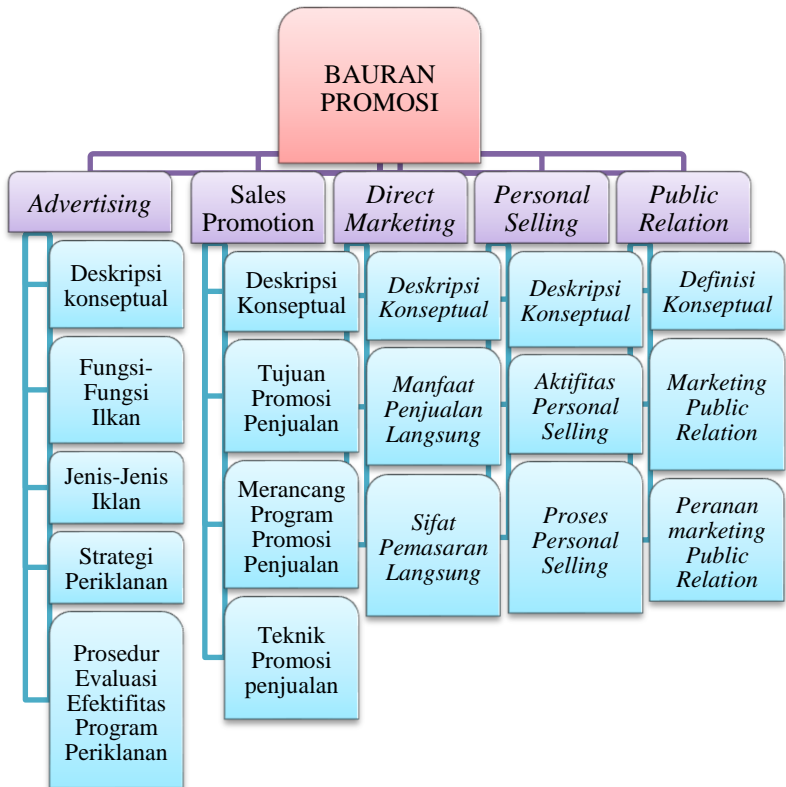 BAURAN
PROMOSI
Advertising
Deskripsi
konseptual
Fungsi-
Fungsi
Ilkan
Jenis-Jenis
Iklan
Strategi
Periklanan
Prosedur
Evaluasi
Efektifitas
Program
Periklanan
Sales
Promotion
Deskripsi
Konseptual
Tujuan
Promosi
Penjualan
Merancang
Program
Promosi
Penjualan
Teknik
Promosi
penjualan
Direct
Marketing
Deskripsi
Konseptual
Manfaat
Penjualan
Langsung
Sifat
Pemasaran
Langsung
Personal
Selling
Deskripsi
Konseptual
Aktifitas
Personal
Selling
Proses
Personal
Selling
Public
Relation
Definisi
Konseptual
Marketing
Public
Relation
Peranan
marketing
Public
Relation